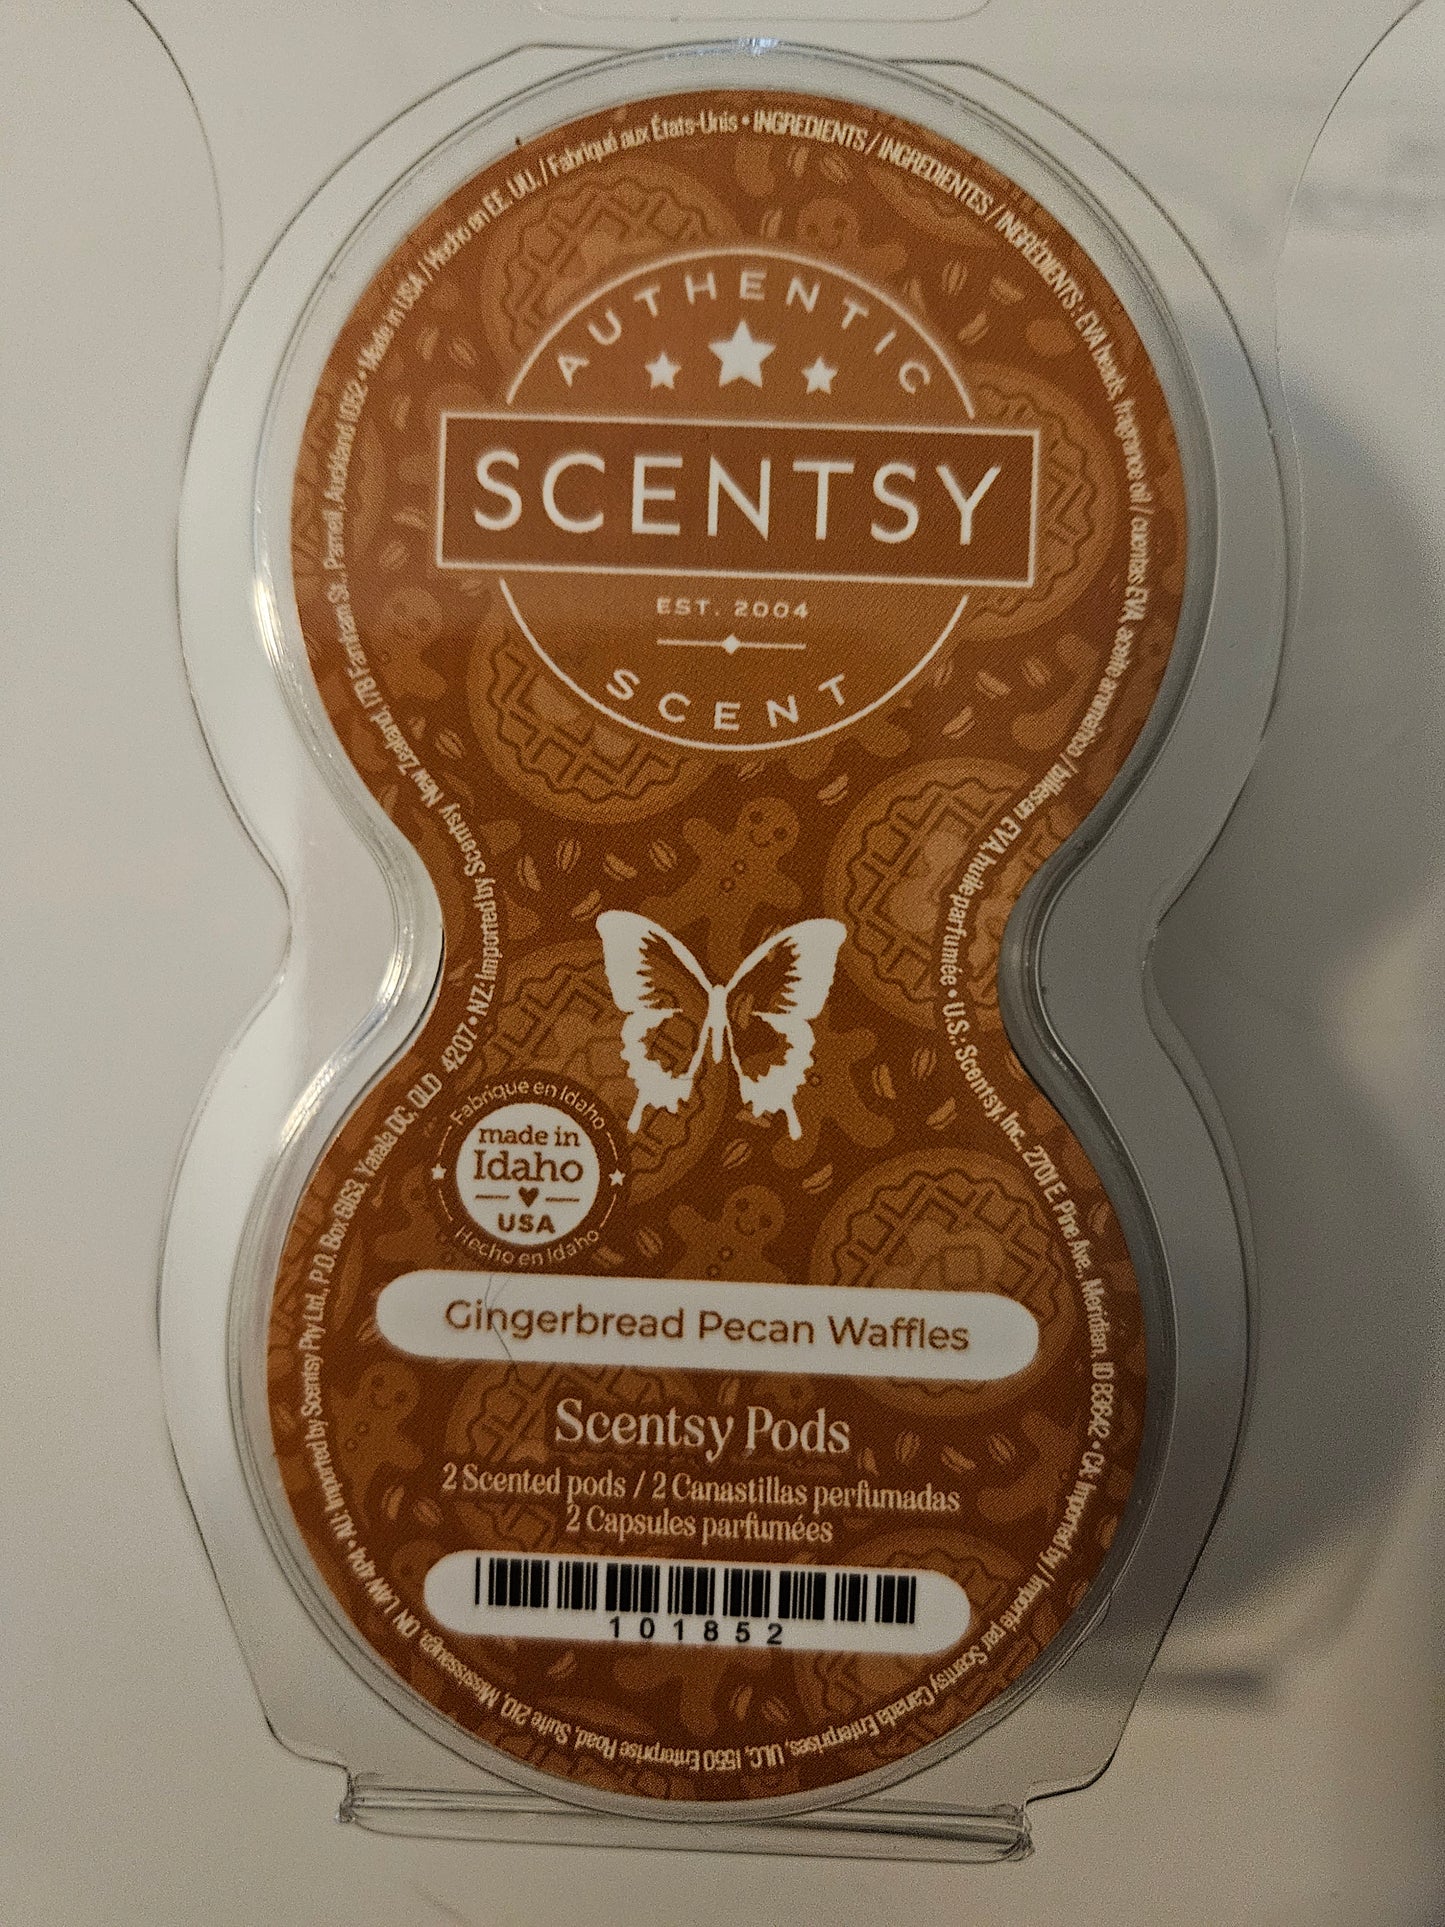 AUTHENTIC
SCENTSY
EST. 2004
SCENT
Fabrique en Idaho
made in
Idaho
USA
Hecho en Idaho
Gingerbread Pecan Waffles
Scentsy Pods
2 Scented pods / 2 Canastillas perfumadas
2 Capsules parfumées
101852
Made in USA / Hecho en EE. UU. / Fabriqué aux États-Unis • INGREDIENTS / INGREDIENTES / INGRÉDIENTS: EVA beads, fragrance oil / cuentas EVA, aceite aromático / billes en EVA, huile parfumée • U.S.: Scentsy, Inc., 2701 E. Pine Ave., Meridian, ID 83642 • CA: Imported by / Importé par Scentsy Canada Enterprises, ULC, 1550 Enterprise Road, Suite 210, Mississauga, ON L4W 4P4 • AU: Imported by Scentsy Pty Ltd., P.O. Box 6163, Yatala DC, QLD 4207 • NZ: Imported by Scentsy New Zealand, 17B Farnham St., Parnell, Auckland 1052 •